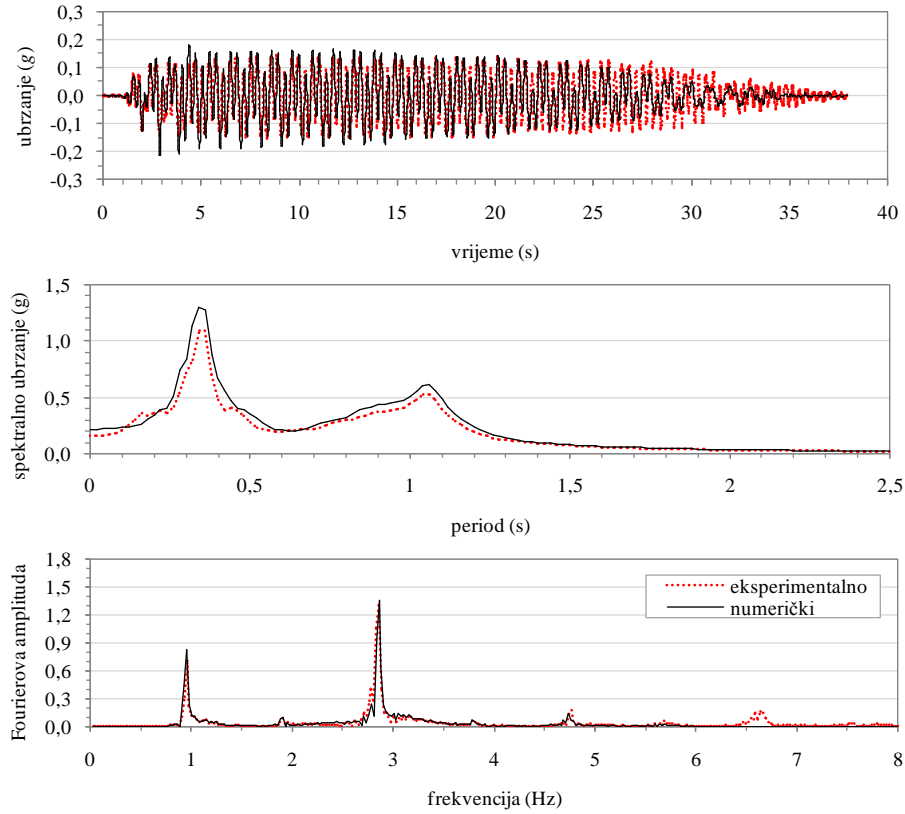 ubrzanje (g)
0,3
0,2
0,1
0,0
-0,1
-0,2
-0,3
0 5 10 15 20 25 30 35 40
vrijeme (s)
spektralno ubrzanje (g)
1,5
1,0
0,5
0,0
0 0,5 1 1,5 2 2,5
period (s)
Fourierova amplituda
1.8
1.5
1.2
0.9
0.6
0.3
0.0
eksperimentalno
numerički
0 1 2 3 4 5 6 7 8
frekvencija (Hz)